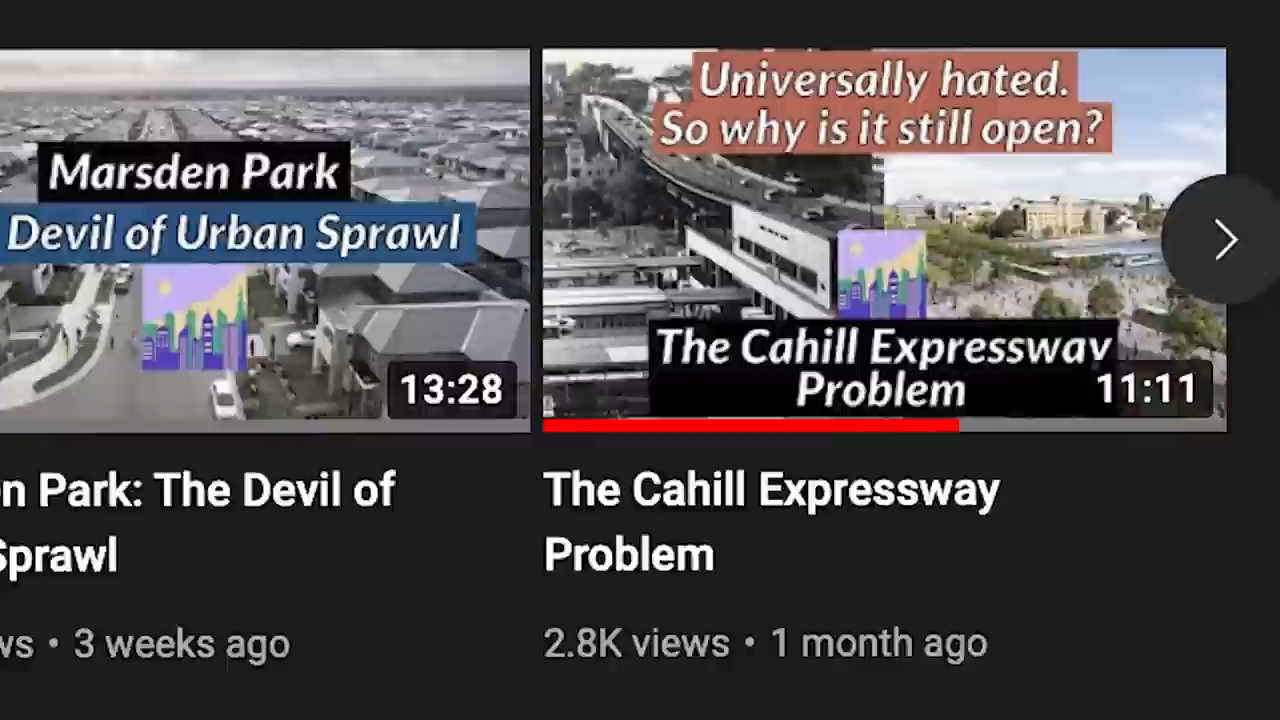 Marsden Park
Devil of Urban Sprawl
13:28
n Park: The Devil of
Sprawl
ws • 3 weeks ago
Universally hated.
So why is it still open?
The Cahill Expressway
Problem
11:11
The Cahill Expressway
Problem
2.8K views • 1 month ago